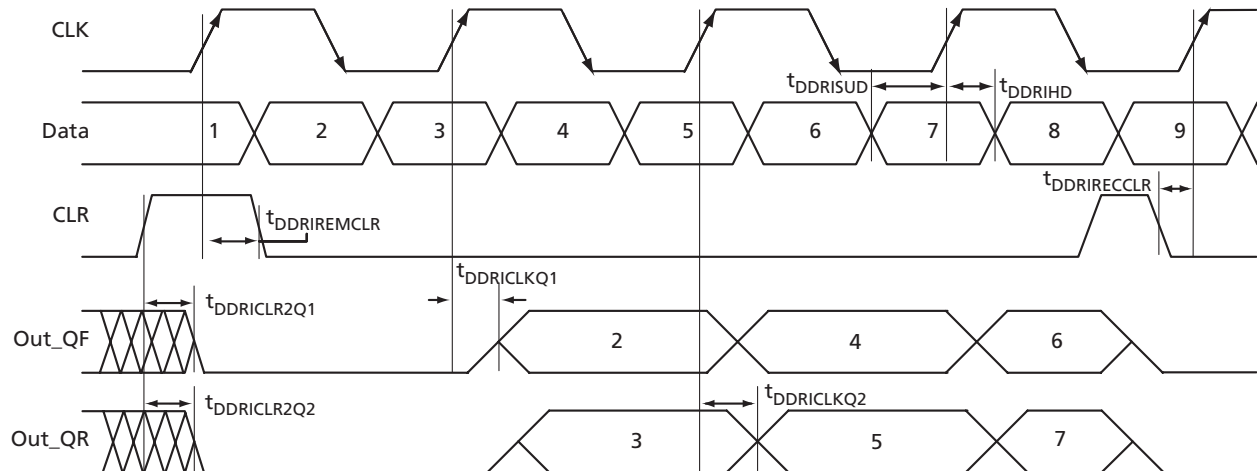 CLK
tDDRISUD
tDDRIHD
Data 1 2 3 4 5 6 7 8 9
tDDRIRECCLR
CLR
tDDRIREMCLR
tDDRICLKQ1
tDDRICLR2Q1
Out_QF 2 4 6
tDDRICLR2Q2
tDDRICLKQ2
Out_QR 3 5 7